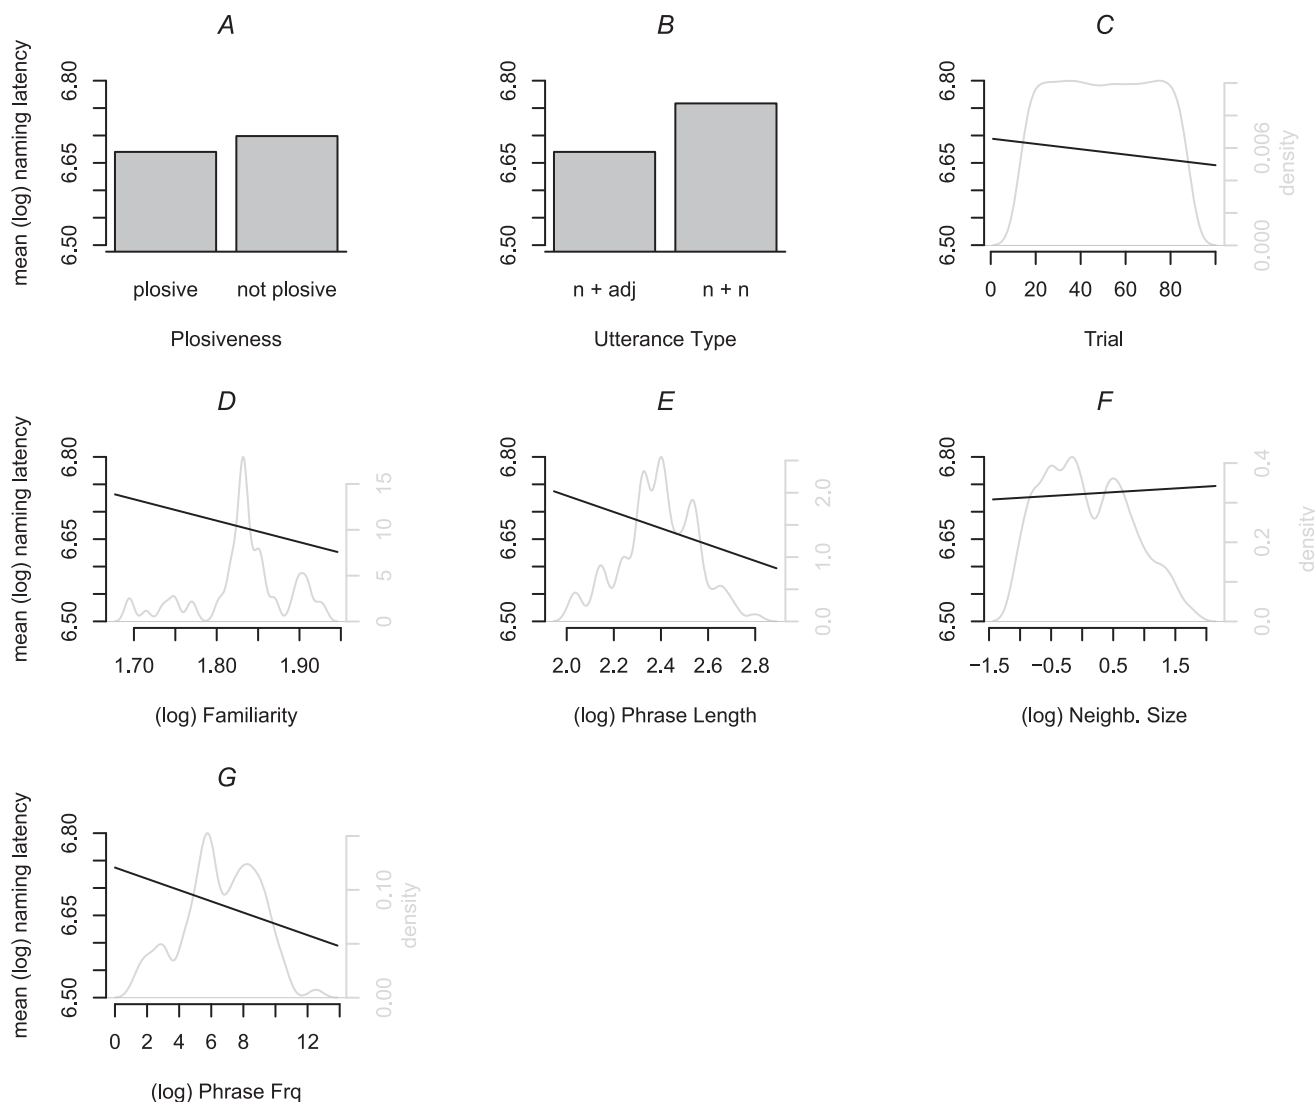 A
mean (log) naming latency
6.50 6.65 6.80
plosive not plosive
Plosiveness
B
6.50 6.65 6.80
n + adj n + n
Utterance Type
C
6.50 6.65 6.80
0 20 40 60 80
Trial
0.000 0.006
density
D
mean (log) naming latency
6.50 6.65 6.80
1.70 1.80 1.90
(log) Familiarity
0 5 10 15
E
6.50 6.65 6.80
2.0 2.2 2.4 2.6 2.8
(log) Phrase Length
0.0 1.0 2.0
F
6.50 6.65 6.80
−1.5 −0.5 0.5 1.5
(log) Neighb. Size
0.0 0.2 0.4
density
G
mean (log) naming latency
6.50 6.65 6.80
0 2 4 6 8 12
(log) Phrase Frq
0.00 0.10
density